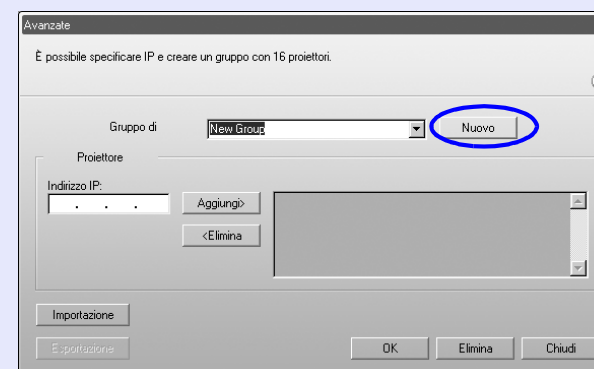 Avanzate
È possibile specificare IP e creare un gruppo con 16 proiettori.
Gruppo di New Group Nuovo
Proiettore
Indirizzo IP:
. . . Aggiungi>
<Elimina
Importazione
Esportazione OK Elimina Chiudi